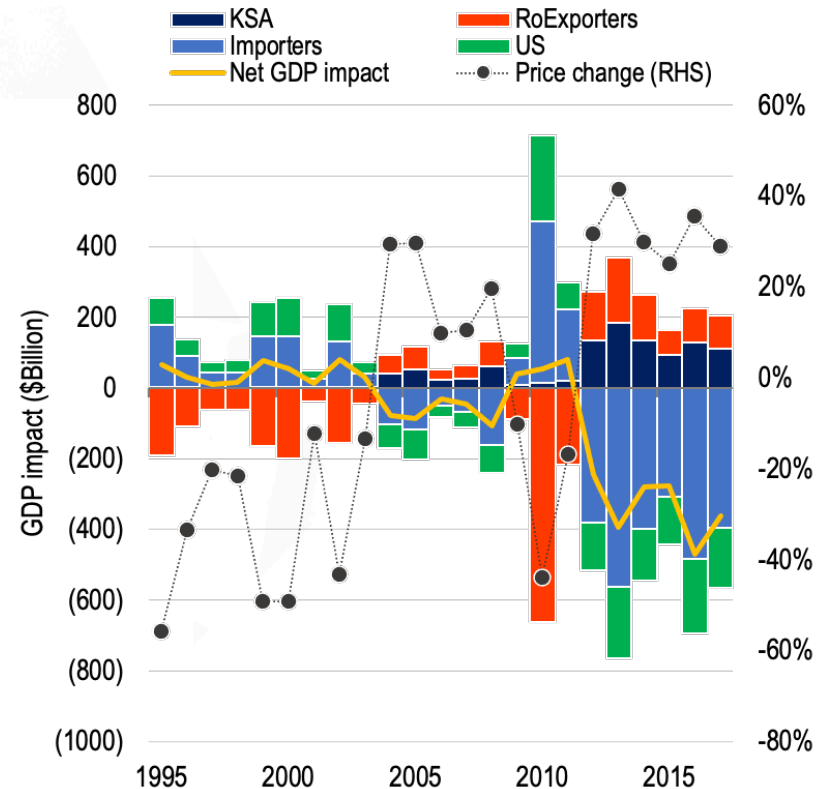 KSA RoExporters
Importers US
Net GDP impact Price change (RHS)
800 60%
600 40%
400 20%
200 0%
0 -20%
(200) -40%
(400) -60%
(600) -80%
(800)
(1000)
GDP impact ($Billion)
1995 2000 2005 2010 2015